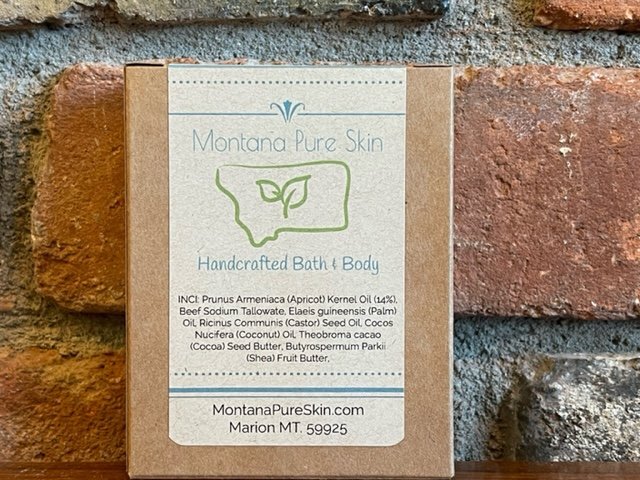 Montana Pure Skin
Handcrafted Bath & Body
INCI: Prunus Armeniaca (Apricot) Kernel Oil (14%),
Beef Sodium Tallowate, Elaeis guineensis (Palm)
Oil, Ricinus Communis (Castor) Seed Oil, Cocos
Nucifera (Coconut) Oil, Theobroma cacao
(Cocoa) Seed Butter, Butyrospermum Parkii
(Shea) Fruit Butter,
MontanaPureSkin.com
Marion MT. 59925